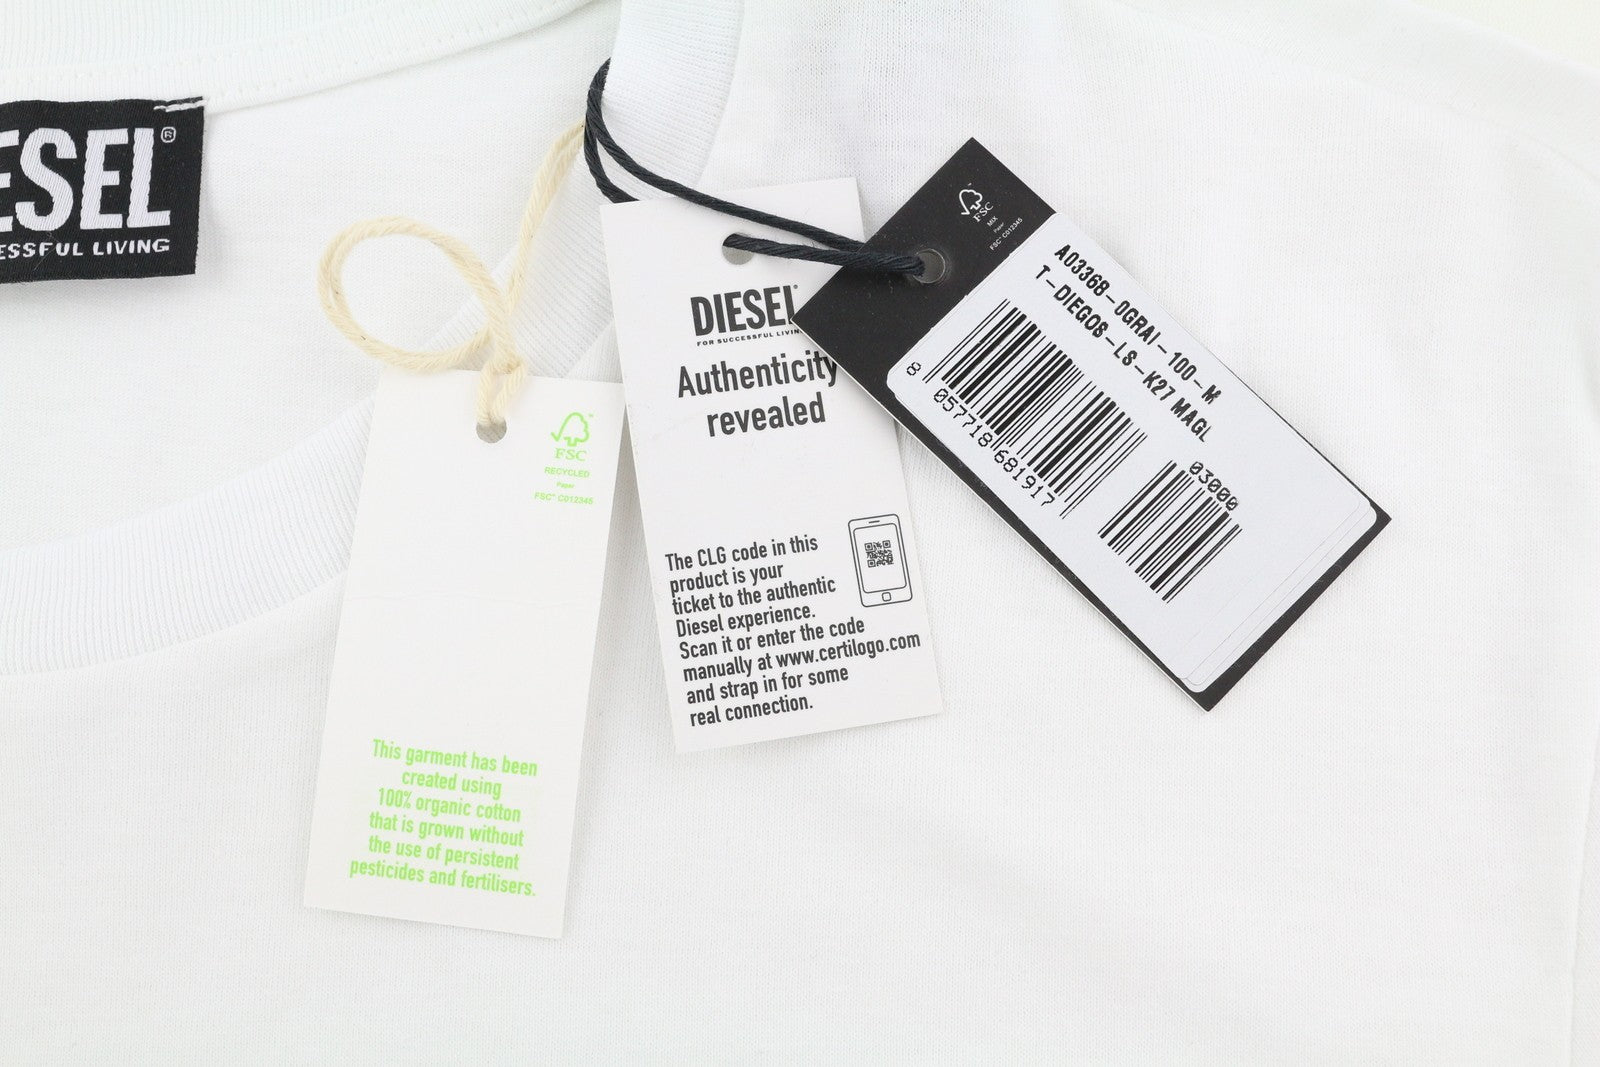 ESEL®
ESSFUL LIVING
FSC™
RECYCLED
Paper
FSC® C012345
This garment has been
created using
100% organic cotton
that is grown without
the use of persistent
pesticides and fertilisers.
DIESEL®
FOR SUCCESSFUL LIVIN
Authenticity
revealed
The CLG code in this
product is your
ticket to the authentic
Diesel experience.
Scan it or enter the code
manually at www.certilogo.com
and strap in for some
real connection.
FSC
MIX
Paper
FSC® C012345
A03368-0GRAI-100-M
T-DIEGOS-LS-K27 MAGL
8 057718 681917
03000